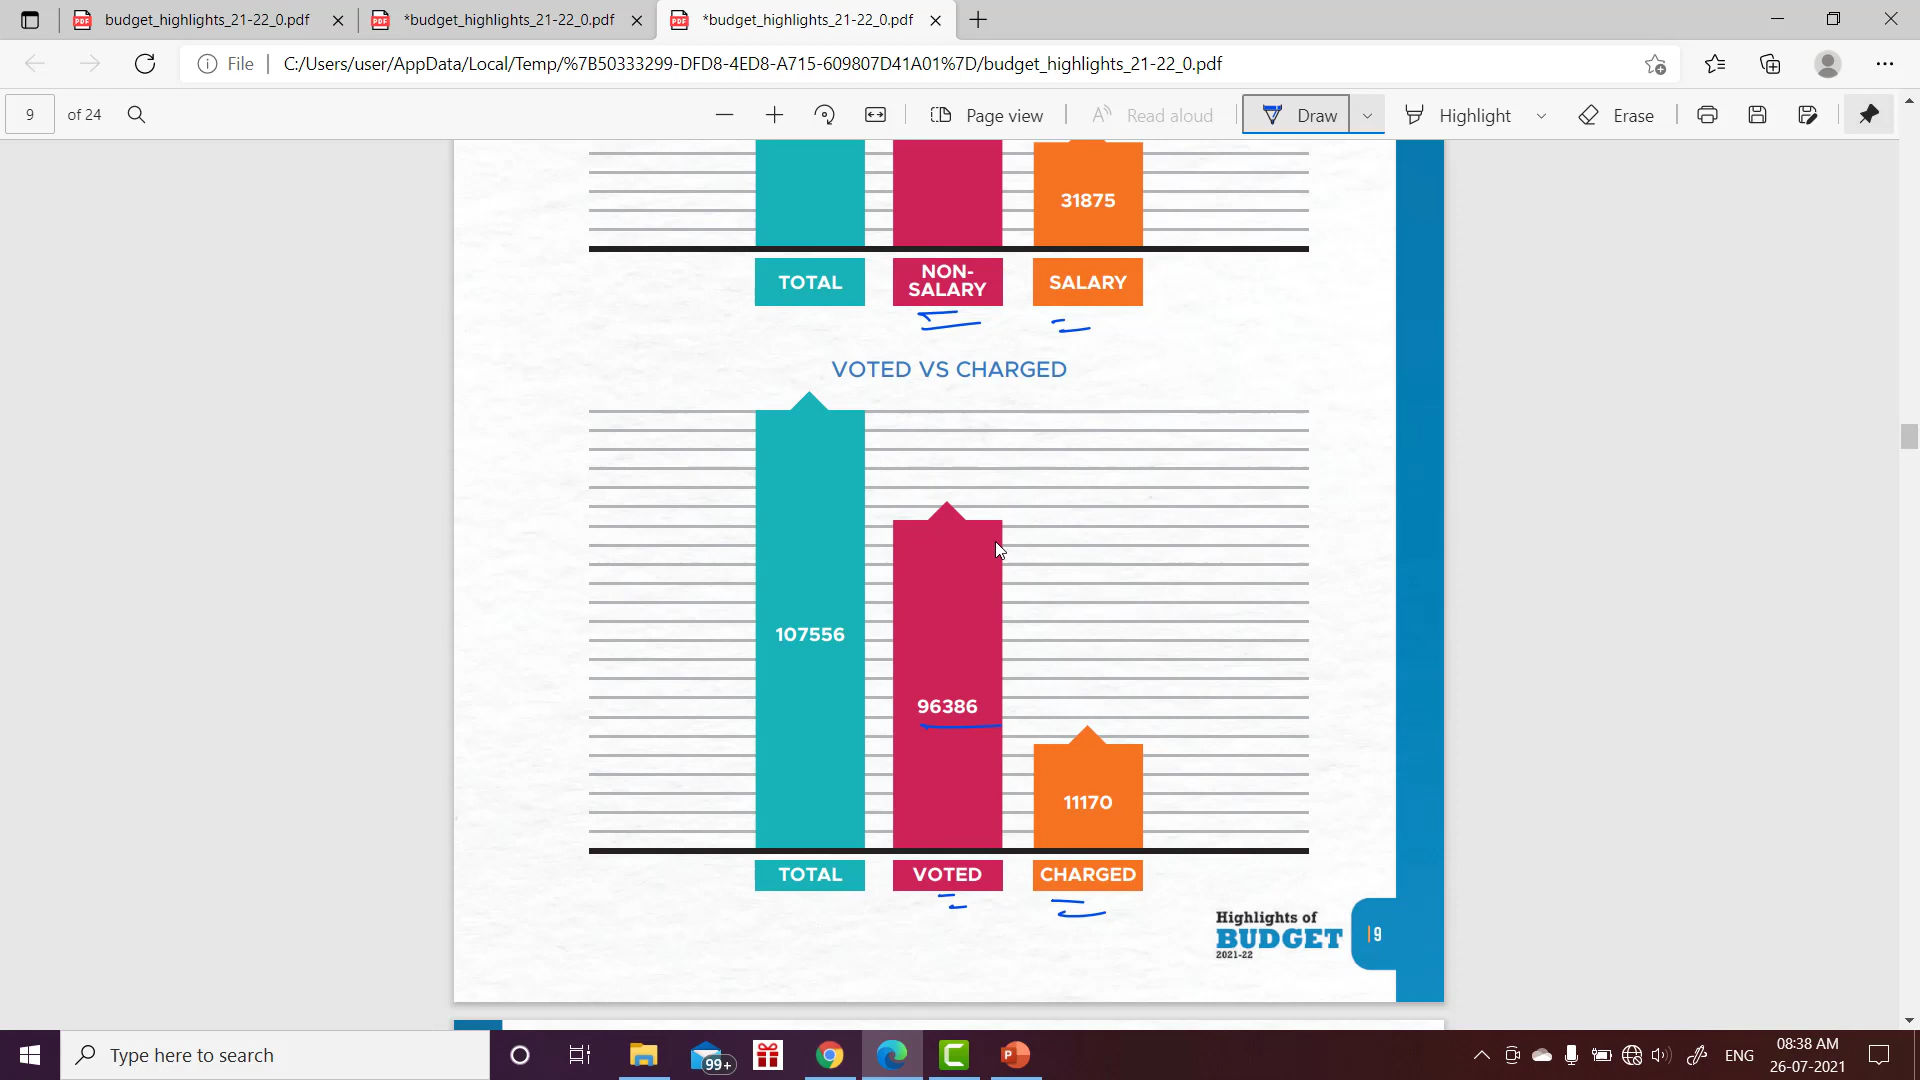 budget_highlights_21-22_0.pdf
*budget_highlights_21-22_0.pdf
*budget_highlights_21-22_0.pdf
File
C:/Users/user/AppData/Local/Temp/%7B50333299-DFD8-4ED8-A715-609807D41A01%7D/budget_highlights_21-22_0.pdf
9 of 24
Page view
Read aloud
Draw
Highlight
Erase
31875
TOTAL
NON-
SALARY
SALARY
VOTED VS CHARGED
107556
96386
11170
TOTAL
VOTED
CHARGED
Highlights of
BUDGET
2021-22
|9
Type here to search
99+
ENG
08:38 AM
26-07-2021